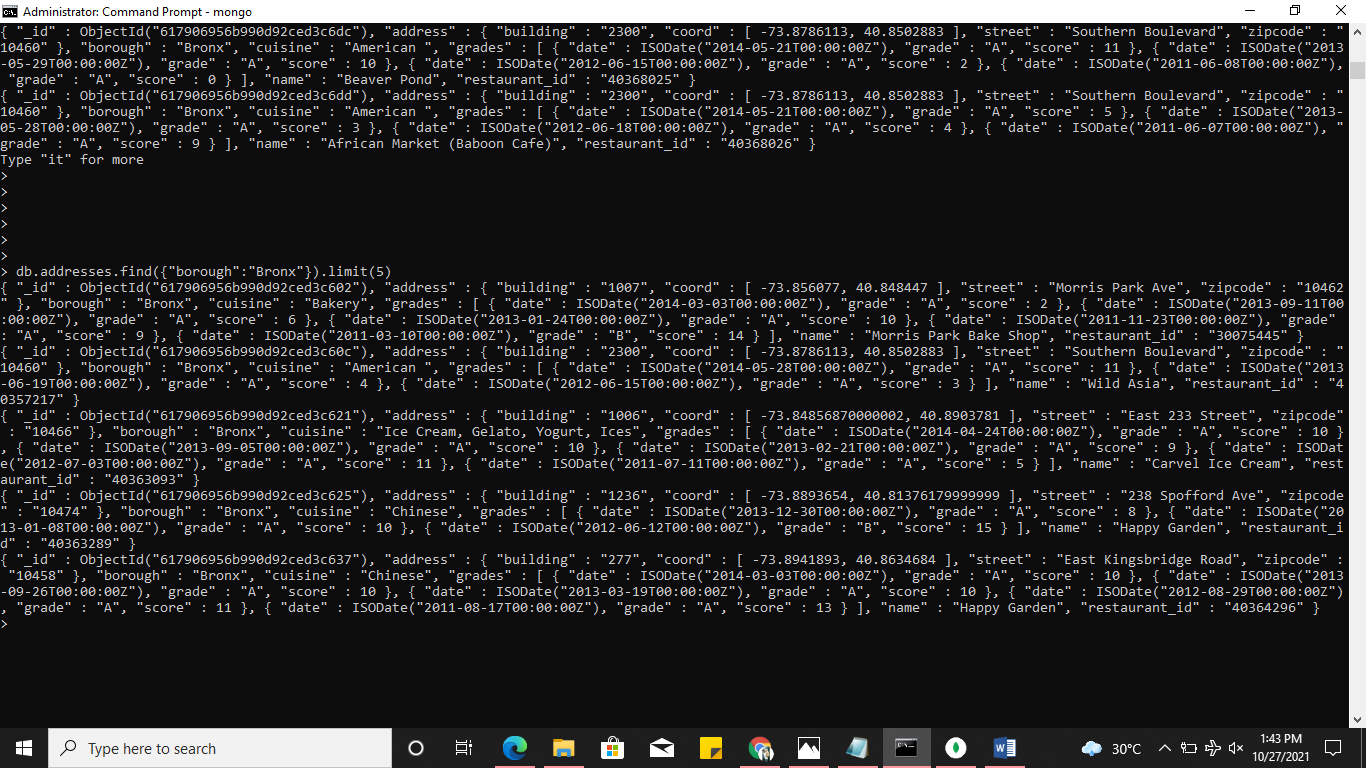 Administrator: Command Prompt - mongo
{ "_id" : ObjectId("617906956b990d92ced3c6dc"), "address" : { "building" : "2300", "coord" : [ -73.8786113, 40.8502883 ], "street" : "Southern Boulevard", "zipcode" : "
10460" }, "borough" : "Bronx", "cuisine" : "American ", "grades" : [ { "date" : ISODate("2014-05-21T00:00:00Z"), "grade" : "A", "score" : 11 }, { "date" : ISODate("2013
-05-29T00:00:00Z"), "grade" : "A", "score" : 10 }, { "date" : ISODate("2012-06-15T00:00:00Z"), "grade" : "A", "score" : 2 }, { "date" : ISODate("2011-06-08T00:00:00Z"),
"grade" : "A", "score" : 0 } ], "name" : "Beaver Pond", "restaurant_id" : "40368025" }
{ "_id" : ObjectId("617906956b990d92ced3c6dd"), "address" : { "building" : "2300", "coord" : [ -73.8786113, 40.8502883 ], "street" : "Southern Boulevard", "zipcode" : "
10460" }, "borough" : "Bronx", "cuisine" : "American ", "grades" : [ { "date" : ISODate("2014-05-21T00:00:00Z"), "grade" : "A", "score" : 5 }, { "date" : ISODate("2013-
05-28T00:00:00Z"), "grade" : "A", "score" : 3 }, { "date" : ISODate("2012-06-18T00:00:00Z"), "grade" : "A", "score" : 4 }, { "date" : ISODate("2011-06-07T00:00:00Z"), "
grade" : "A", "score" : 9 } ], "name" : "African Market (Baboon Cafe)", "restaurant_id" : "40368026" }
Type "it" for more
>
>
>
>
>
>
> db.addresses.find({"borough":"Bronx"}).limit(5)
{ "_id" : ObjectId("617906956b990d92ced3c602"), "address" : { "building" : "1007", "coord" : [ -73.856077, 40.848447 ], "street" : "Morris Park Ave", "zipcode" : "10462
" }, "borough" : "Bronx", "cuisine" : "Bakery", "grades" : [ { "date" : ISODate("2014-03-03T00:00:00Z"), "grade" : "A", "score" : 2 }, { "date" : ISODate("2013-09-11T00
:00:00Z"), "grade" : "A", "score" : 6 }, { "date" : ISODate("2013-01-24T00:00:00Z"), "grade" : "A", "score" : 10 }, { "date" : ISODate("2011-11-23T00:00:00Z"), "grade"
: "A", "score" : 9 }, { "date" : ISODate("2011-03-10T00:00:00Z"), "grade" : "B", "score" : 14 } ], "name" : "Morris Park Bake Shop", "restaurant_id" : "30075445" }
{ "_id" : ObjectId("617906956b990d92ced3c60c"), "address" : { "building" : "2300", "coord" : [ -73.8786113, 40.8502883 ], "street" : "Southern Boulevard", "zipcode" : "
10460" }, "borough" : "Bronx", "cuisine" : "American ", "grades" : [ { "date" : ISODate("2014-05-28T00:00:00Z"), "grade" : "A", "score" : 11 }, { "date" : ISODate("2013
-06-19T00:00:00Z"), "grade" : "A", "score" : 4 }, { "date" : ISODate("2012-06-15T00:00:00Z"), "grade" : "A", "score" : 3 } ], "name" : "Wild Asia", "restaurant_id" : "4
0357217" }
{ "_id" : ObjectId("617906956b990d92ced3c621"), "address" : { "building" : "1006", "coord" : [ -73.84856870000002, 40.8903781 ], "street" : "East 233 Street", "zipcode"
: "10466" }, "borough" : "Bronx", "cuisine" : "Ice Cream, Gelato, Yogurt, Ices", "grades" : [ { "date" : ISODate("2014-04-24T00:00:00Z"), "grade" : "A", "score" : 10 }
, { "date" : ISODate("2013-09-05T00:00:00Z"), "grade" : "A", "score" : 10 }, { "date" : ISODate("2013-02-21T00:00:00Z"), "grade" : "A", "score" : 9 }, { "date" : ISODat
e("2012-07-03T00:00:00Z"), "grade" : "A", "score" : 11 }, { "date" : ISODate("2011-07-11T00:00:00Z"), "grade" : "A", "score" : 5 } ], "name" : "Carvel Ice Cream", "rest
aurant_id" : "40363093" }
{ "_id" : ObjectId("617906956b990d92ced3c625"), "address" : { "building" : "1236", "coord" : [ -73.8893654, 40.81376179999999 ], "street" : "238 Spofford Ave", "zipcode
" : "10474" }, "borough" : "Bronx", "cuisine" : "Chinese", "grades" : [ { "date" : ISODate("2013-12-30T00:00:00Z"), "grade" : "A", "score" : 8 }, { "date" : ISODate("20
13-01-08T00:00:00Z"), "grade" : "A", "score" : 10 }, { "date" : ISODate("2012-06-12T00:00:00Z"), "grade" : "B", "score" : 15 } ], "name" : "Happy Garden", "restaurant_i
d" : "40363289" }
{ "_id" : ObjectId("617906956b990d92ced3c637"), "address" : { "building" : "277", "coord" : [ -73.8941893, 40.8634684 ], "street" : "East Kingsbridge Road", "zipcode" :
"10458" }, "borough" : "Bronx", "cuisine" : "Chinese", "grades" : [ { "date" : ISODate("2014-03-03T00:00:00Z"), "grade" : "A", "score" : 10 }, { "date" : ISODate("2013
-09-26T00:00:00Z"), "grade" : "A", "score" : 10 }, { "date" : ISODate("2013-03-19T00:00:00Z"), "grade" : "A", "score" : 10 }, { "date" : ISODate("2012-08-29T00:00:00Z")
, "grade" : "A", "score" : 11 }, { "date" : ISODate("2011-08-17T00:00:00Z"), "grade" : "A", "score" : 13 } ], "name" : "Happy Garden", "restaurant_id" : "40364296" }
>
Type here to search
30°C
1:43 PM
10/27/2021